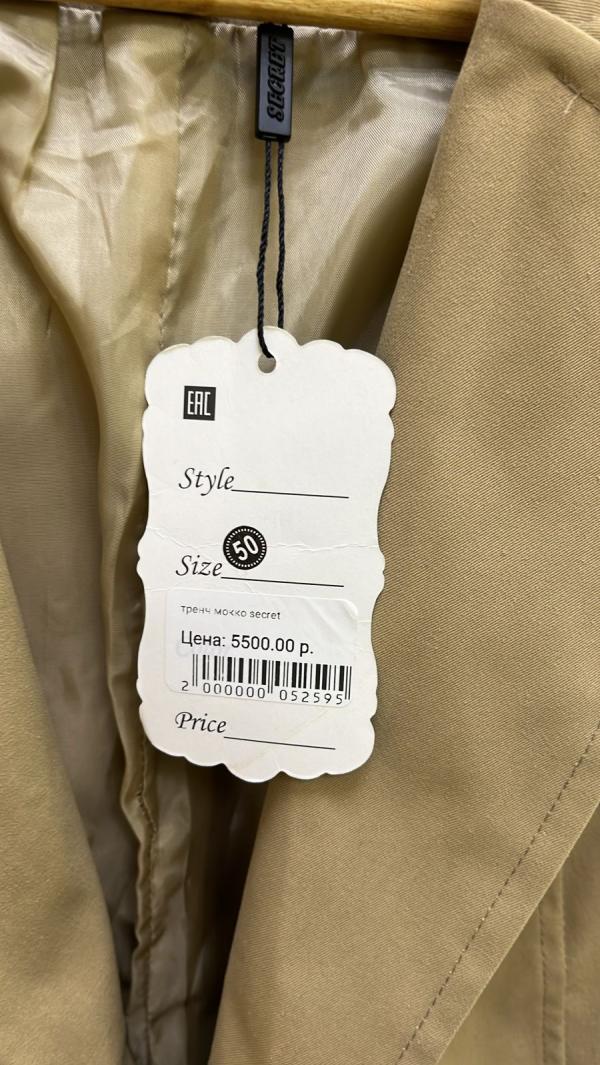 SECRET
EAC
Style
50
Size
тренч мокко secret
Цена: 5500.00 р.
2 000000 052595
Price